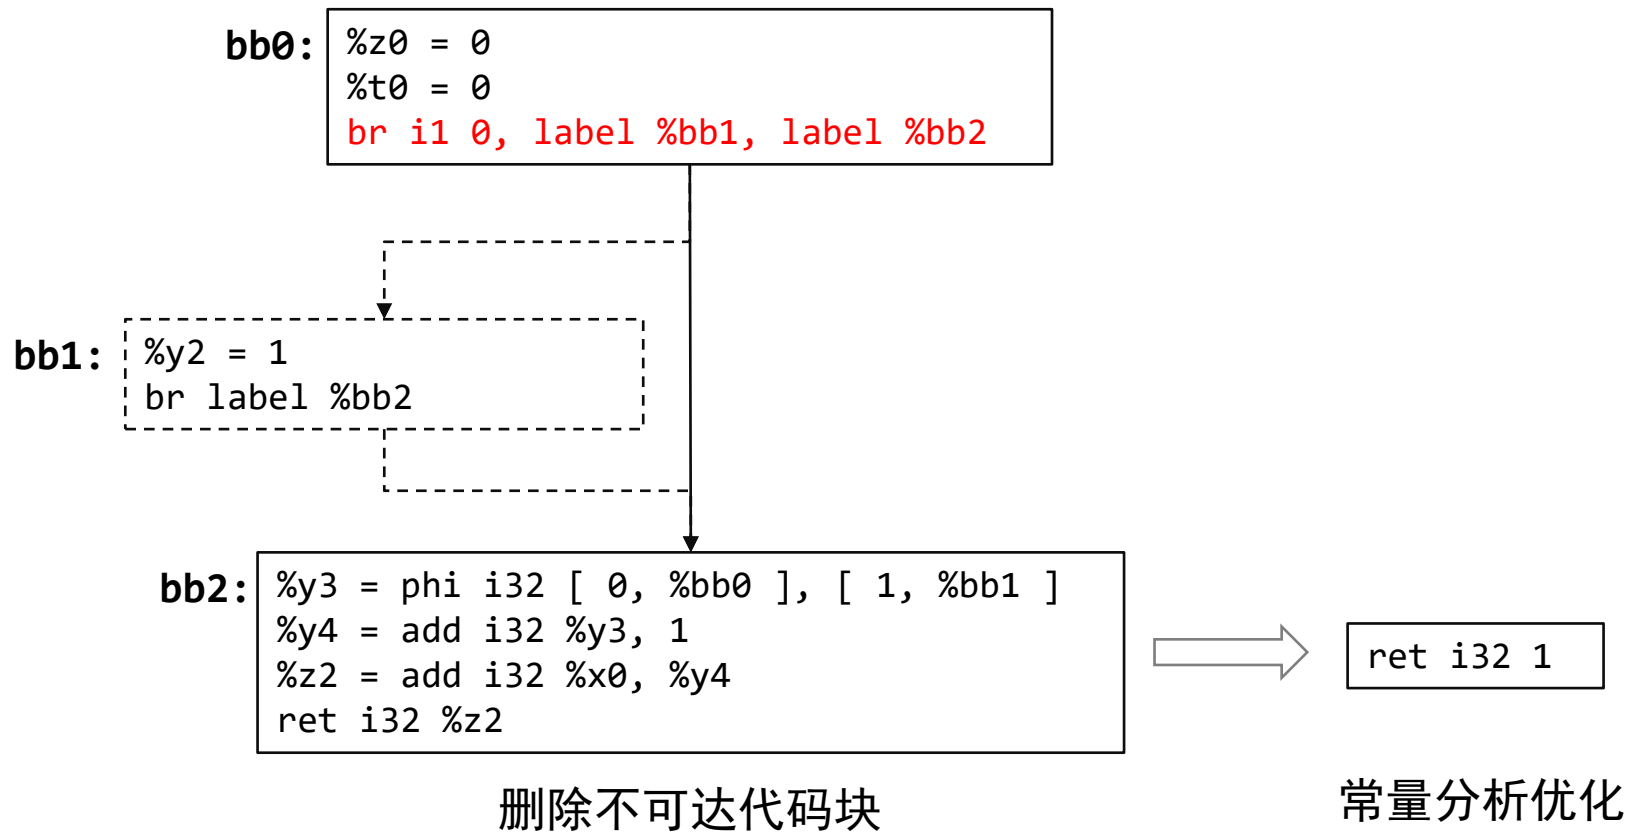 bb0:
%z0 = 0
%t0 = 0
br i1 0, label %bb1, label %bb2
bb1:
%y2 = 1
br label %bb2
bb2:
%y3 = phi i32 [ 0, %bb0 ], [ 1, %bb1 ]
%y4 = add i32 %y3, 1
%z2 = add i32 %x0, %y4
ret i32 %z2
ret i32 1
删除不可达代码块
常量分析优化